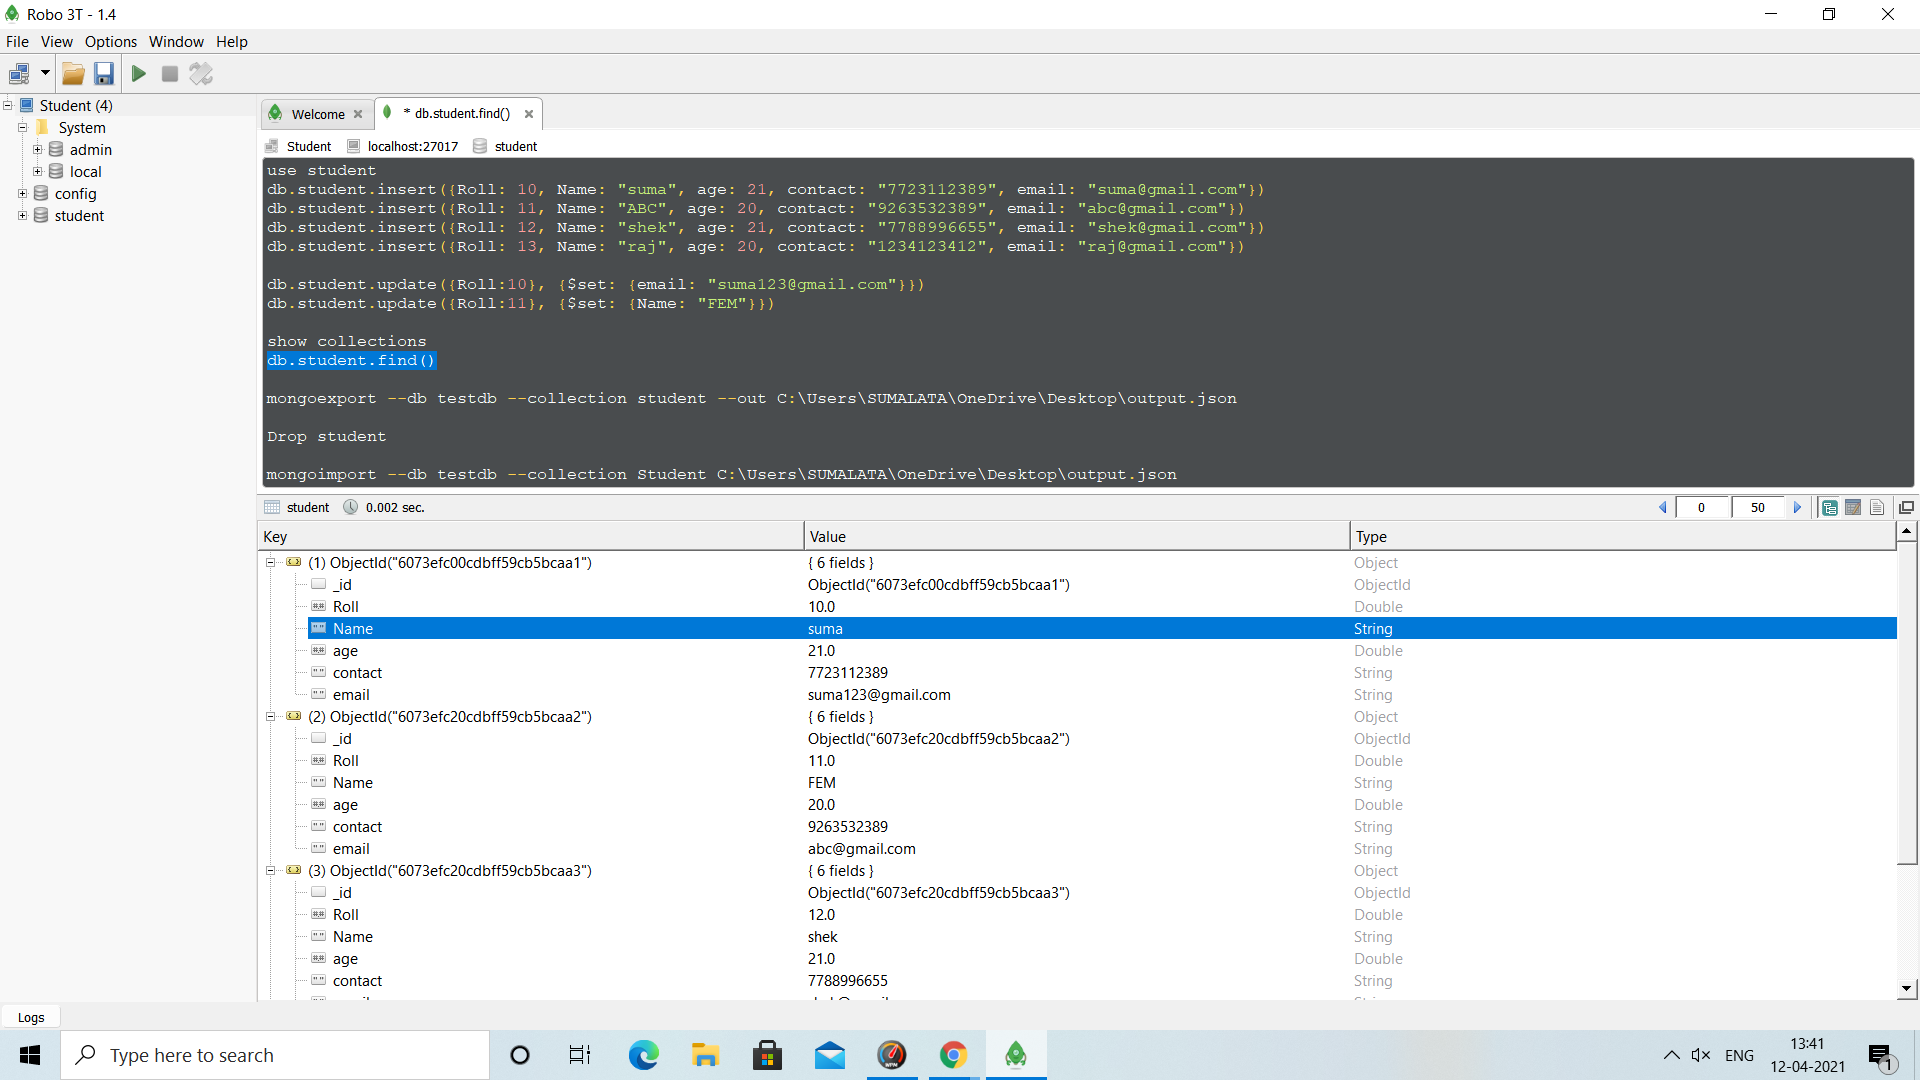 Robo 3T - 1.4
File View Options Window Help
Student (4)
System
admin
local
config
student
Welcome
* db.student.find()
Student localhost:27017 student
use student
db.student.insert({Roll: 10, Name: "suma", age: 21, contact: "7723112389", email: "suma@gmail.com"})
db.student.insert({Roll: 11, Name: "ABC", age: 20, contact: "9263532389", email: "abc@gmail.com"})
db.student.insert({Roll: 12, Name: "shek", age: 21, contact: "7788996655", email: "shek@gmail.com"})
db.student.insert({Roll: 13, Name: "raj", age: 20, contact: "1234123412", email: "raj@gmail.com"})
db.student.update({Roll:10}, {$set: {email: "suma123@gmail.com"}})
db.student.update({Roll:11}, {$set: {Name: "FEM"}})
show collections
db.student.find()
mongoexport --db testdb --collection student --out C:\Users\SUMALATA\OneDrive\Desktop\output.json
Drop student
mongoimport --db testdb --collection Student C:\Users\SUMALATA\OneDrive\Desktop\output.json
student 0.002 sec. 0 50
Key Value Type
(1) ObjectId("6073efc00cdbff59cb5bcaa1") { 6 fields } Object
_id ObjectId("6073efc00cdbff59cb5bcaa1") ObjectId
Roll 10.0 Double
Name suma String
age 21.0 Double
contact 7723112389 String
email suma123@gmail.com String
(2) ObjectId("6073efc20cdbff59cb5bcaa2") { 6 fields } Object
_id ObjectId("6073efc20cdbff59cb5bcaa2") ObjectId
Roll 11.0 Double
Name FEM String
age 20.0 Double
contact 9263532389 String
email abc@gmail.com String
(3) ObjectId("6073efc20cdbff59cb5bcaa3") { 6 fields } Object
_id ObjectId("6073efc20cdbff59cb5bcaa3") ObjectId
Roll 12.0 Double
Name shek String
age 21.0 Double
contact 7788996655 String
Logs
Type here to search
ENG
13:41
12-04-2021
1